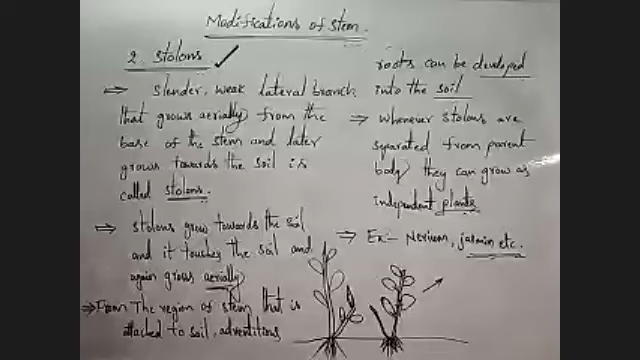 Modifications of stem.
2. Stolons
⇒ Slender, weak lateral branch
that grows aerially from the
base of the stem and later
grows towards the soil is
called stolons.
⇒ Stolons grow towards the soil
and it touches the soil and
again grows aerially
⇒ From The region of stem that is
attached to soil, adventitious
roots can be developed
into the soil
⇒ whenever stolons are
separated from parent
body they can grow as
independent plants.
⇒ Ex:- Nerium, jasmin etc.